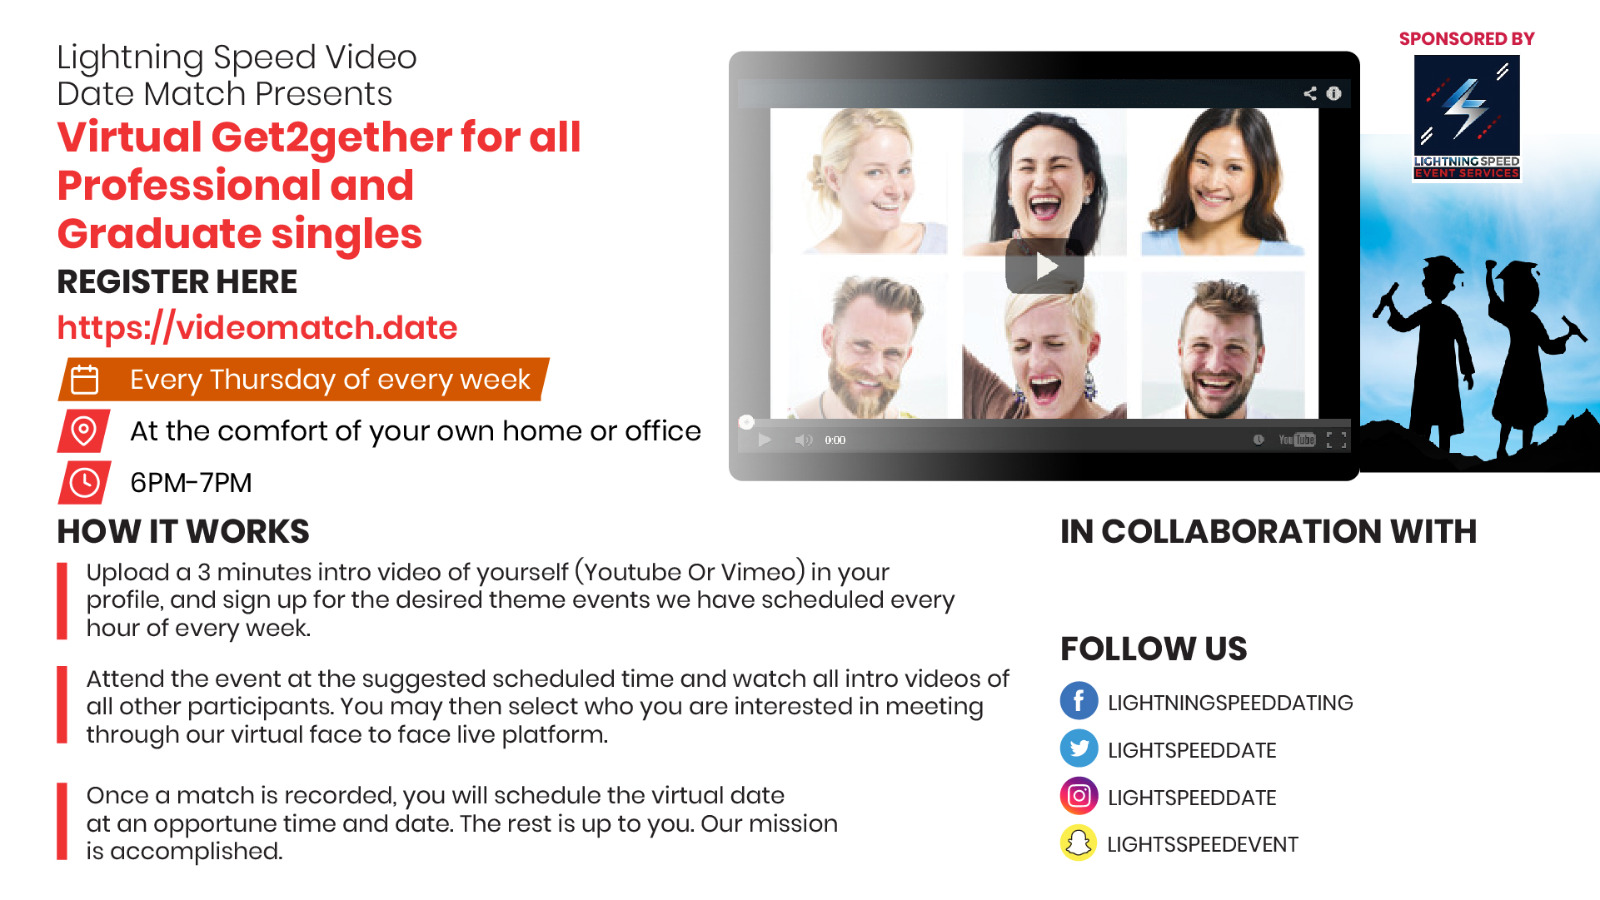 Lightning Speed Video
Date Match Presents
Virtual Get2gether for all
Professional and
Graduate singles
REGISTER HERE
https://videomatch.date
Every Thursday of every week
At the comfort of your own home or office
6PM-7PM
0:00
YouTube
SPONSORED BY
LIGHTNING SPEED
EVENT SERVICES
HOW IT WORKS
Upload a 3 minutes intro video of yourself (Youtube Or Vimeo) in your
profile, and sign up for the desired theme events we have scheduled every
hour of every week.
Attend the event at the suggested scheduled time and watch all intro videos of
all other participants. You may then select who you are interested in meeting
through our virtual face to face live platform.
Once a match is recorded, you will schedule the virtual date
at an opportune time and date. The rest is up to you. Our mission
is accomplished.
IN COLLABORATION WITH
FOLLOW US
LIGHTNINGSPEEDDATING
LIGHTSPEEDDATE
LIGHTSPEEDDATE
LIGHTSSPEEDEVENT